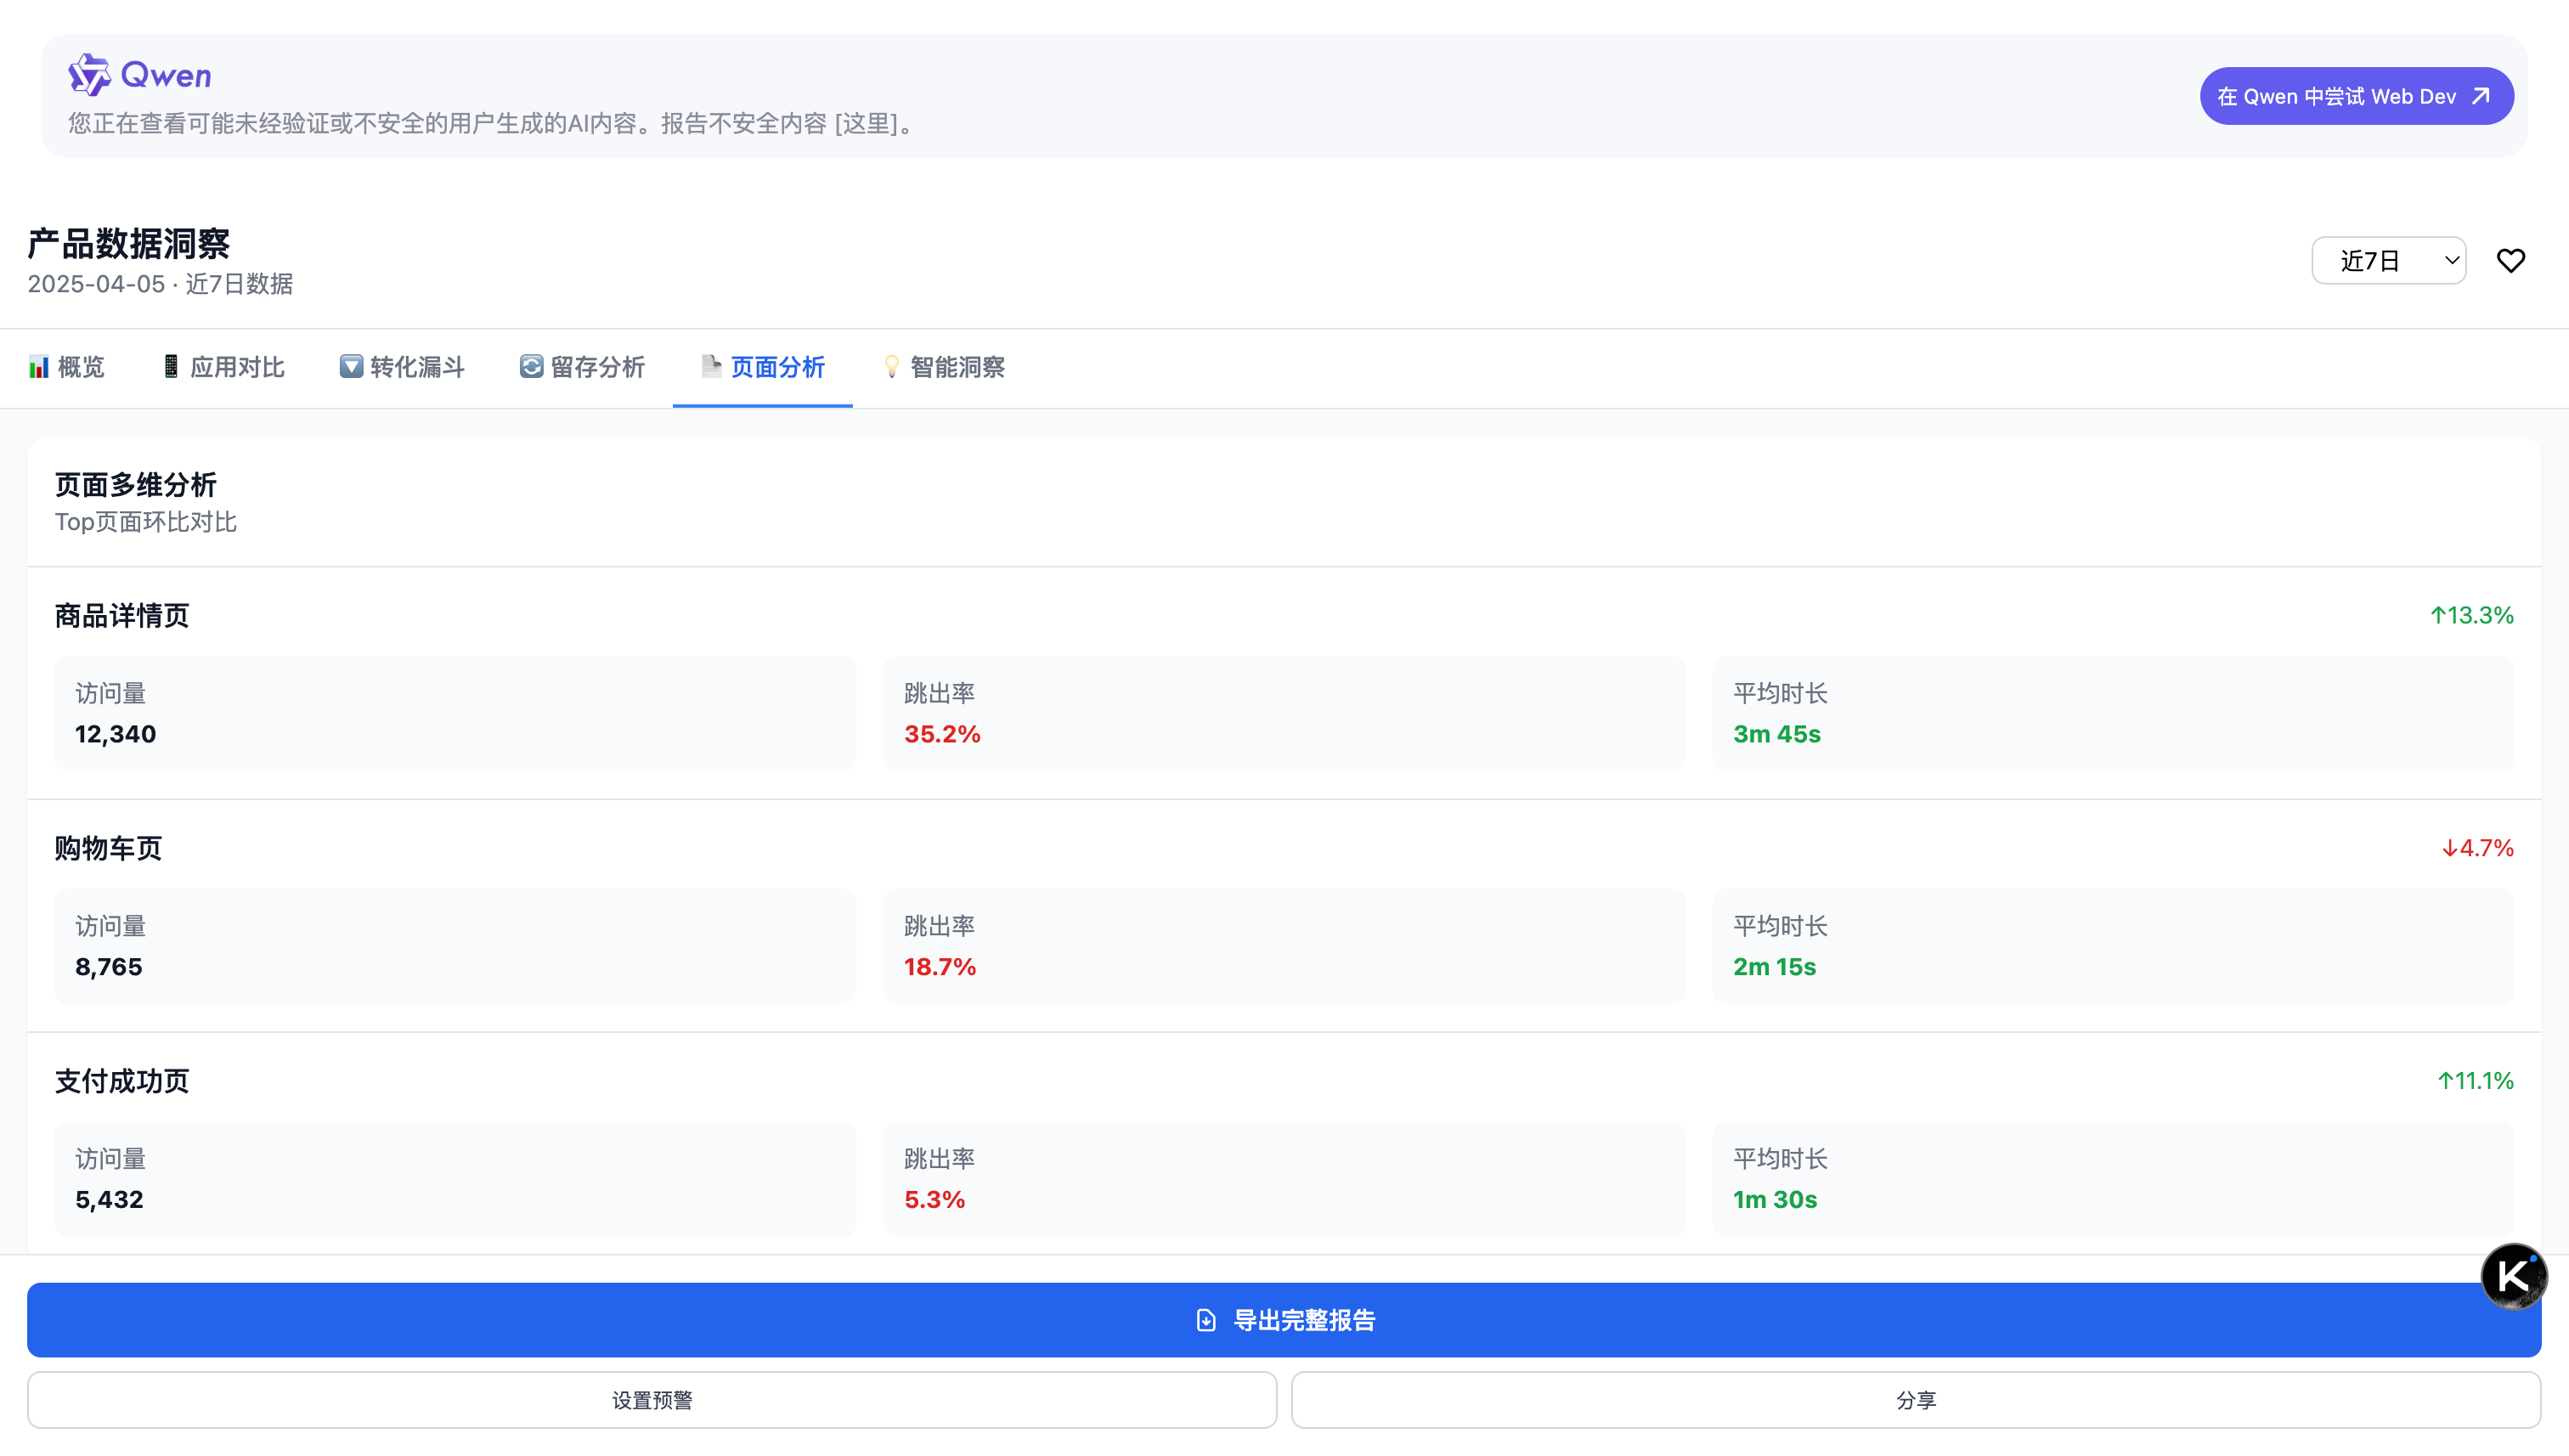 Qwen
您正在查看可能未经验证或不安全的用户生成的AI内容。报告不安全内容 [这里]。
在 Qwen 中尝试 Web Dev
产品数据洞察
2025-04-05 · 近7日数据
近7日
概览
应用对比
转化漏斗
留存分析
页面分析
智能洞察
页面多维分析
Top页面环比对比
商品详情页
↑13.3%
访问量
12,340
跳出率
35.2%
平均时长
3m 45s
购物车页
↓4.7%
访问量
8,765
跳出率
18.7%
平均时长
2m 15s
支付成功页
↑11.1%
访问量
5,432
跳出率
5.3%
平均时长
1m 30s
K
导出完整报告
设置预警
分享